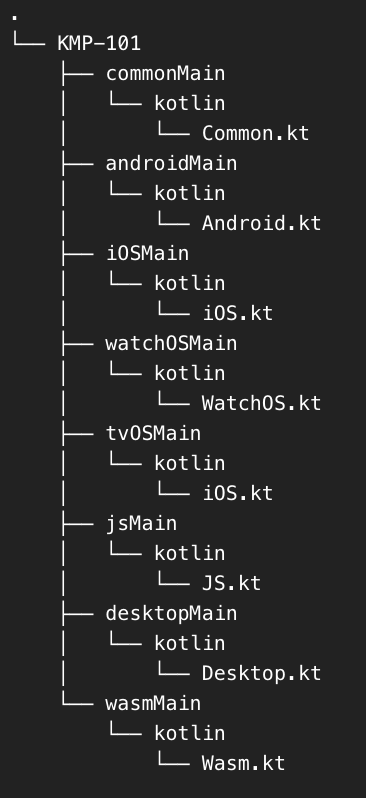 .
└── KMP-101
    ├── commonMain
    │   └── kotlin
    │       └── Common.kt
    ├── androidMain
    │   └── kotlin
    │       └── Android.kt
    ├── iOSMain
    │   └── kotlin
    │       └── iOS.kt
    ├── watchOSMain
    │   └── kotlin
    │       └── WatchOS.kt
    ├── tvOSMain
    │   └── kotlin
    │       └── iOS.kt
    ├── jsMain
    │   └── kotlin
    │       └── JS.kt
    ├── desktopMain
    │   └── kotlin
    │       └── Desktop.kt
    └── wasmMain
        └── kotlin
            └── Wasm.kt